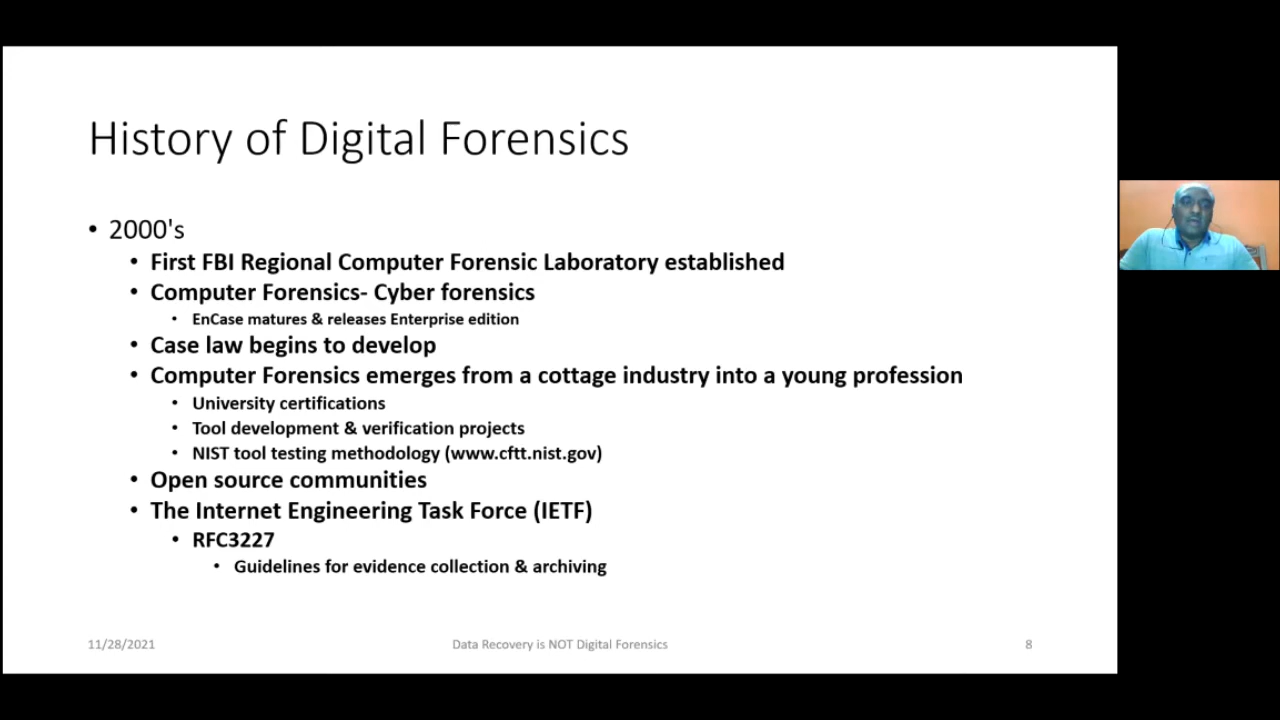 History of Digital Forensics
• 2000's
• First FBI Regional Computer Forensic Laboratory established
• Computer Forensics- Cyber forensics
• EnCase matures & releases Enterprise edition
• Case law begins to develop
• Computer Forensics emerges from a cottage industry into a young profession
• University certifications
• Tool development & verification projects
• NIST tool testing methodology (www.cftt.nist.gov)
• Open source communities
• The Internet Engineering Task Force (IETF)
• RFC3227
• Guidelines for evidence collection & archiving
11/28/2021
Data Recovery is NOT Digital Forensics
8